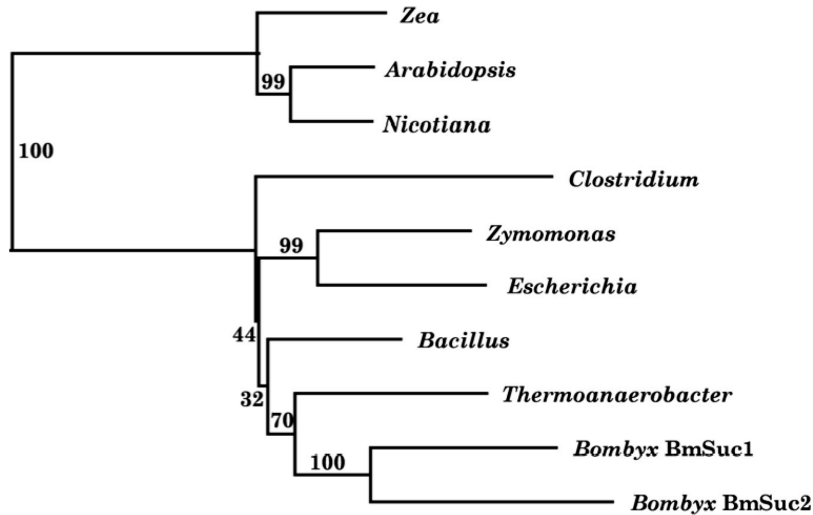 Zea
Arabidopsis
99
Nicotiana
100
Clostridium
Zymomonas
99
Escherichia
44
Bacillus
32
Thermoanaerobacter
70
Bombyx BmSuc1
100
Bombyx BmSuc2